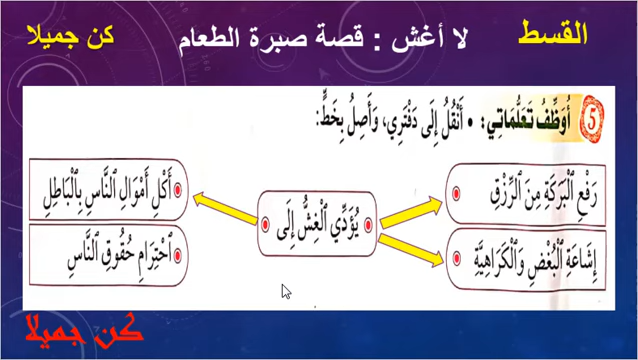 القسط
لا أغش : قصة صبرة الطعام
كن جميلا
5 أُوَظِّفُ تَعَلُّمَاتِي: • أَنْقُلُ إِلَى دَفْتَرِي، وَأَصِلُ بِخَطٍّ:
رَفْعِ الْبَرَكَةِ مِنَ الرِّزْقِ
أَكْلِ أَمْوَالِ النَّاسِ بِالْبَاطِلِ
يُؤَدِّي الْغِشُّ إِلَى
إِشَاعَةِ الْبُغْضِ وَالْكَرَاهِيَّةِ
احْتِرَامِ حُقُوقِ النَّاسِ
كن جميلا